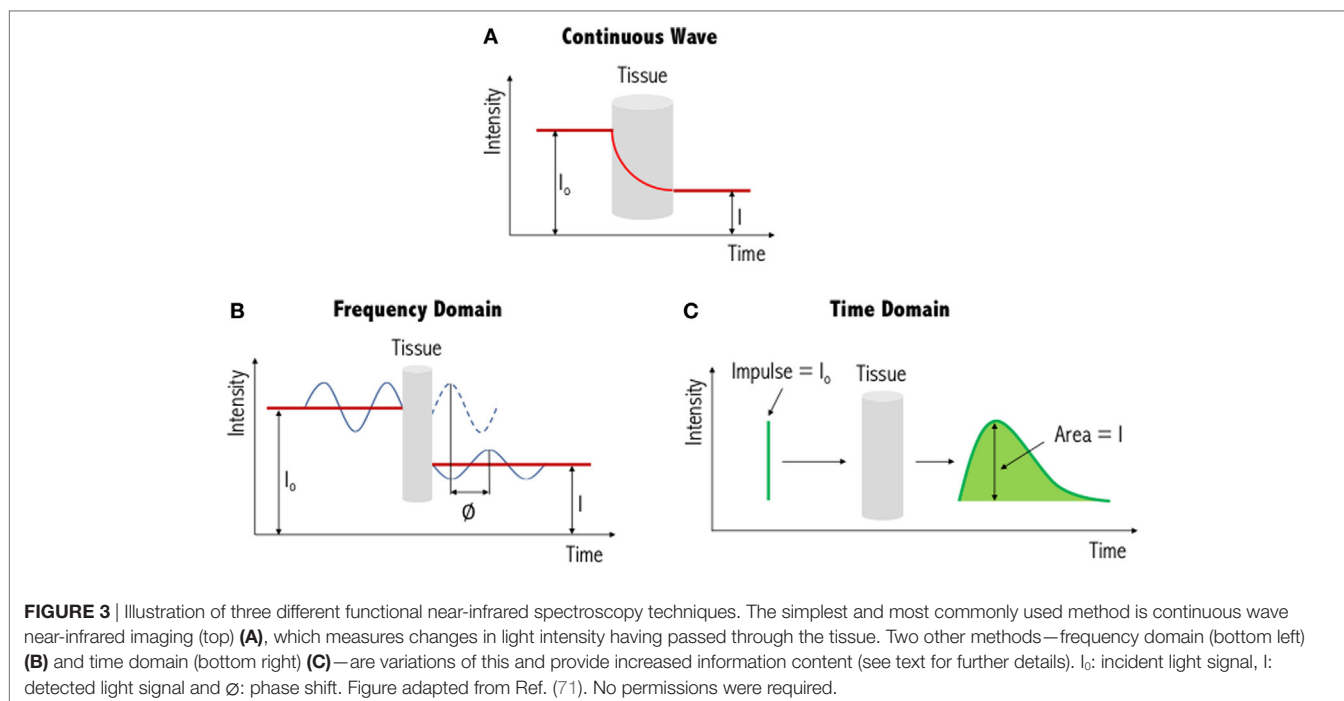 A Continuous Wave
Tissue
Intensity
I₀
I
Time
B Frequency Domain
Tissue
Intensity
I₀
Ø
I
Time
C Time Domain
Impulse = I₀ Tissue
Intensity
Area = I
Time
FIGURE 3 | Illustration of three different functional near-infrared spectroscopy techniques. The simplest and most commonly used method is continuous wave
near-infrared imaging (top) (A), which measures changes in light intensity having passed through the tissue. Two other methods—frequency domain (bottom left)
(B) and time domain (bottom right) (C)—are variations of this and provide increased information content (see text for further details). I₀: incident light signal, I:
detected light signal and Ø: phase shift. Figure adapted from Ref. (71). No permissions were required.